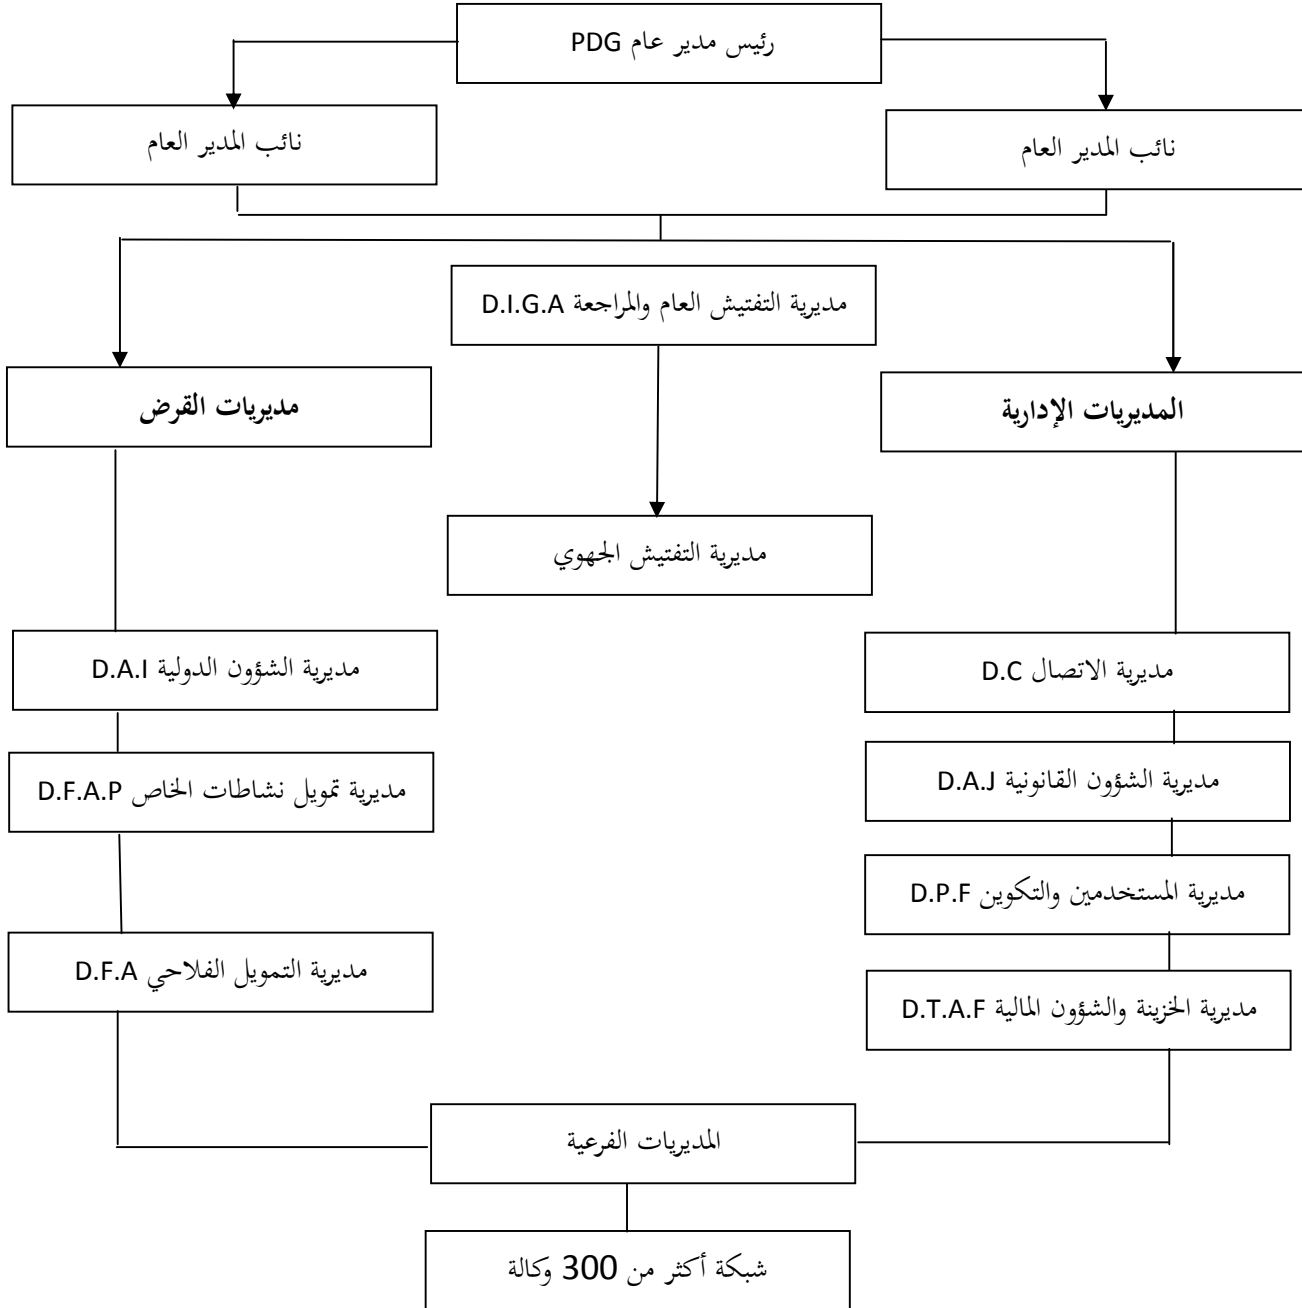 رئيس مدير عام PDG
نائب المدير العام
نائب المدير العام
مديرية التفتيش العام والمراجعة D.I.G.A
المديريات الإدارية
مديريات القرض
مديرية التفتيش الجهوي
مديرية الاتصال D.C
مديرية الشؤون الدولية D.A.I
مديرية الشؤون القانونية D.A.J
مديرية تمويل نشاطات الخاص D.F.A.P
مديرية المستخدمين والتكوين D.P.F
مديرية التمويل الفلاحي D.F.A
مديرية الخزينة والشؤون المالية D.T.A.F
المديريات الفرعية
شبكة أكثر من 300 وكالة